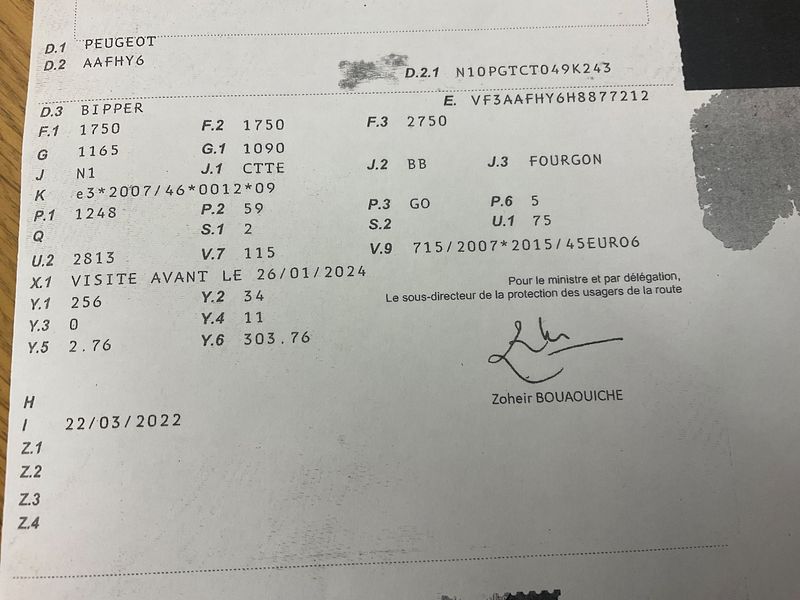 D.1 PEUGEOT
D.2 AAFHY6
D.2.1 N10PGTCT049K243
D.3 BIPPER E. VF3AAFHY6H8877212
F.1 1750 F.2 1750 F.3 2750
G 1165 G.1 1090
J N1 J.1 CTTE J.2 BB J.3 FOURGON
K e3*2007/46*0012*09
P.1 1248 P.2 59 P.3 GO P.6 5
Q S.1 2 S.2 U.1 75
U.2 2813 V.7 115 V.9 715/2007*2015/45EURO6
X.1 VISITE AVANT LE 26/01/2024
Y.1 256 Y.2 34
Y.3 0 Y.4 11
Y.5 2.76 Y.6 303.76
Pour le ministre et par délégation,
Le sous-directeur de la protection des usagers de la route
Zoheir BOUAOUICHE
H
I 22/03/2022
Z.1
Z.2
Z.3
Z.4